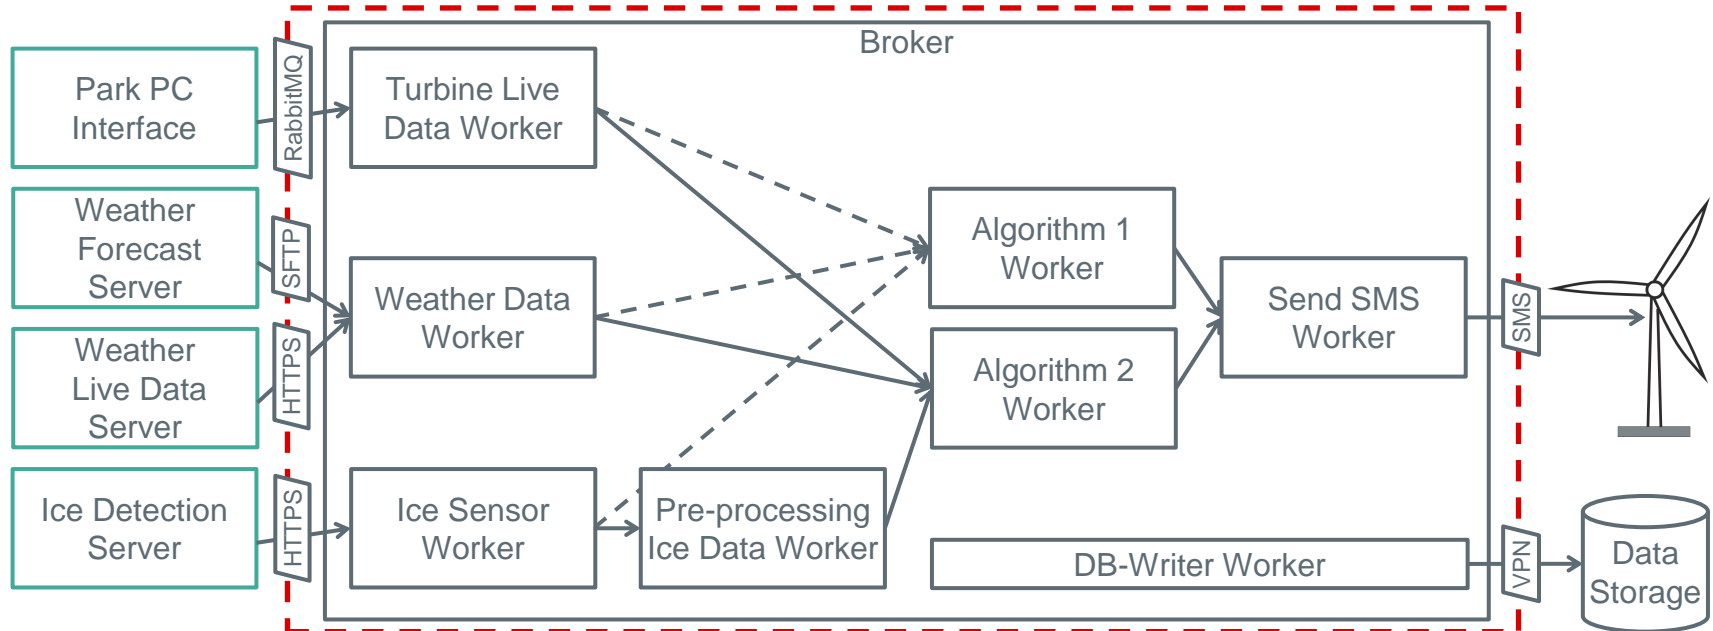 Broker
Park PC
Interface
RabbitMQ
Turbine Live
Data Worker
Weather
Forecast
Server
SFTP
Weather Data
Worker
Weather
Live Data
Server
HTTPS
Ice Detection
Server
HTTPS
Ice Sensor
Worker
Pre-processing
Ice Data Worker
Algorithm 1
Worker
Algorithm 2
Worker
Send SMS
Worker
SMS
DB-Writer Worker
VPN
Data
Storage